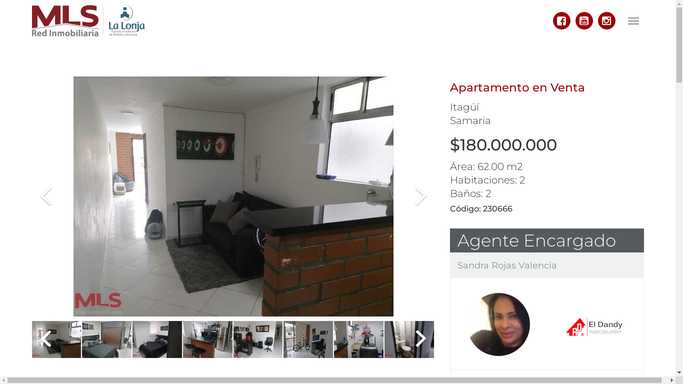 MLS
Red Inmobiliaria
La Lonja
Apartamento en Venta
Itagüí
Samaria
$180.000.000
Área: 62.00 m2
Habitaciones: 2
Baños: 2
Código: 230666
Agente Encargado
Sandra Rojas Valencia
El Dandy
MLS